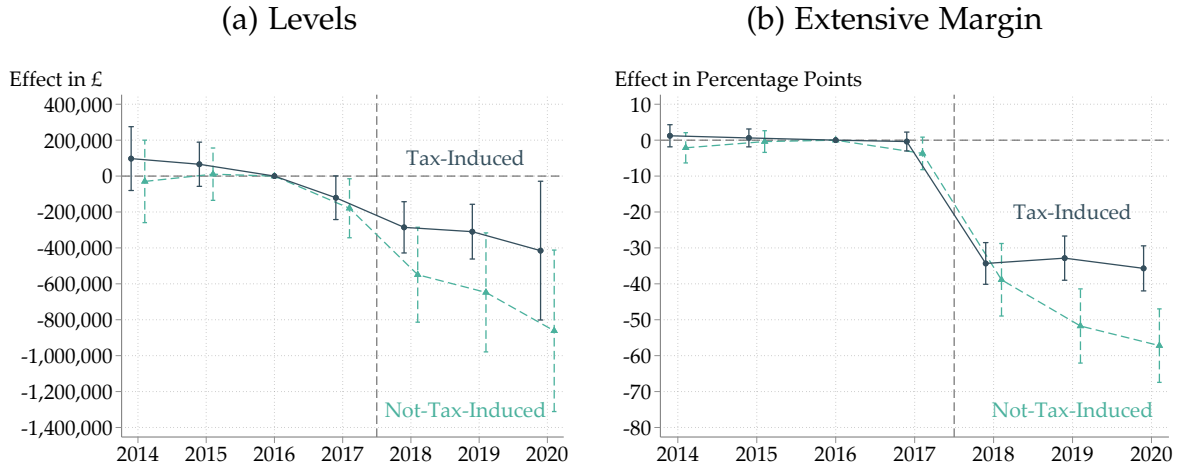 (a) Levels
Effect in £
400,000
200,000
0
-200,000
-400,000
-600,000
-800,000
-1,000,000
-1,200,000
-1,400,000
Tax-Induced
Not-Tax-Induced
2014 2015 2016 2017 2018 2019 2020
(b) Extensive Margin
Effect in Percentage Points
10
0
-10
-20
-30
-40
-50
-60
-70
-80
Tax-Induced
Not-Tax-Induced
2014 2015 2016 2017 2018 2019 2020